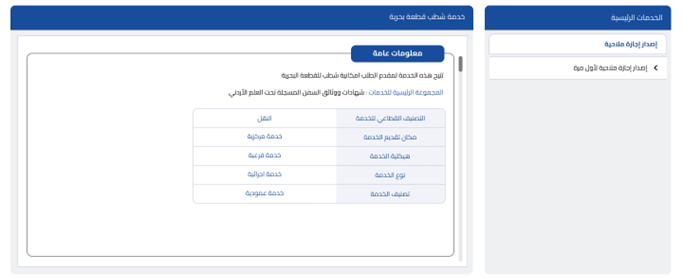 الخدمات الرئيسية
إصدار إجازة ملاحية
إصدار إجازة ملاحية لأول مرة
خدمة شطب قطعة بحرية
معلومات عامة
تتيح هذه الخدمة لمقدم الطلب امكانية شطب للقطعة البحرية
المجموعة الرئيسية للخدمات : شهادات ووثائق السفن المسجلة تحت العلم الأردني
التصنيف القطاعي للخدمة النقل
مكان تقديم الخدمة خدمة مركزية
هيكلية الخدمة خدمة فرعية
نوع الخدمة خدمة اجرائية
تصنيف الخدمة خدمة عمودية